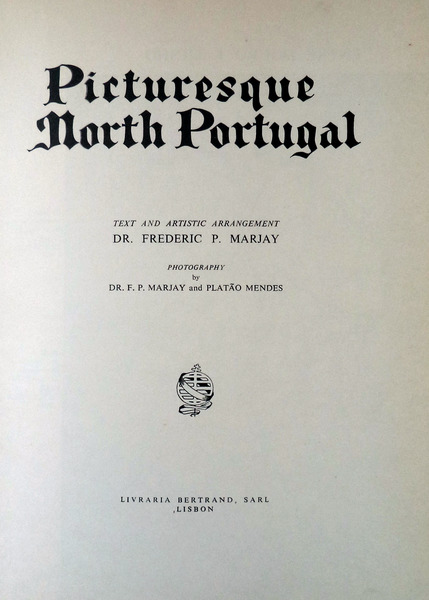 Picturesque
North Portugal
TEXT AND ARTISTIC ARRANGEMENT
DR. FREDERIC P. MARJAY
PHOTOGRAPHY
by
DR. F. P. MARJAY and PLATÃO MENDES
LIVRARIA BERTRAND, SARL
LISBON